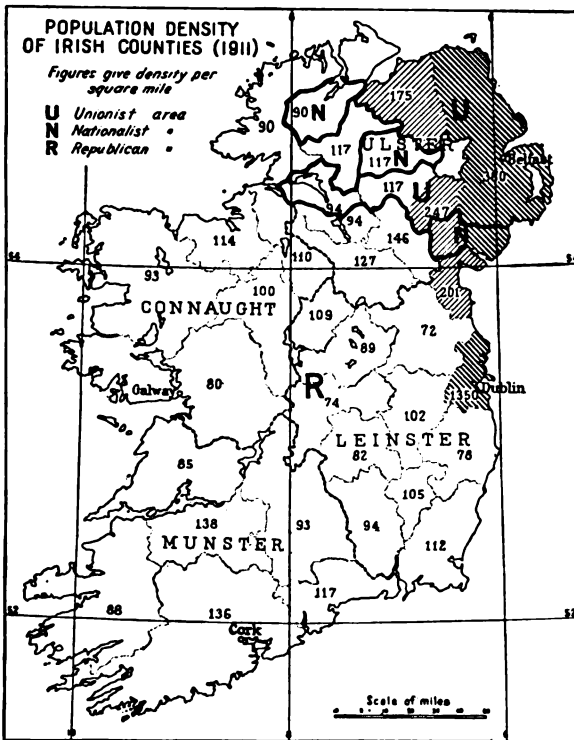 POPULATION DENSITY
OF IRISH COUNTIES (1911)
Figures give density per
square mile
U Unionist area
N Nationalist "
R Republican "
90
90 N
175
U
117
ULSTER
117 N
Belfast
117
U
94
94
247
N
114
146
110
127
54
93
100
201
CONNAUGHT
109
72
89
80
Galway
R
74
1350
Dublin
102
LEINSTER
82
78
85
105
138
93
94
112
MUNSTER
117
52
52
88
136
Cork
Scale of miles